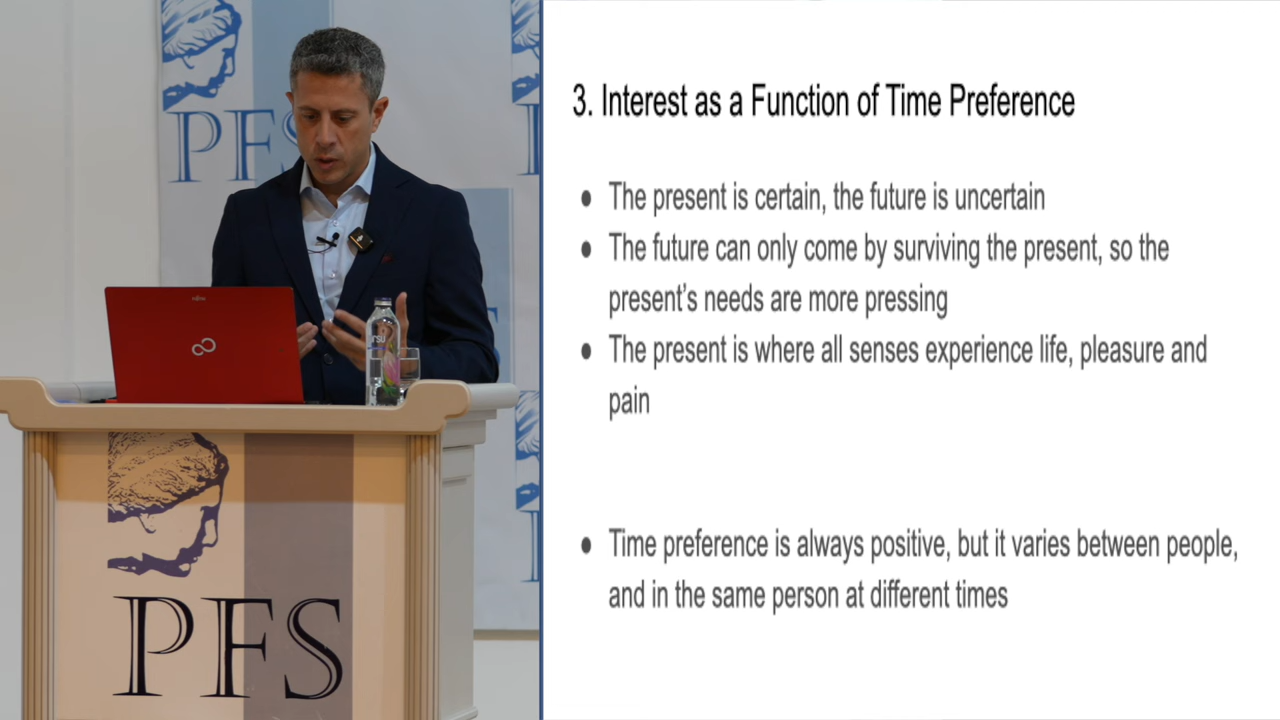 PFS
3. Interest as a Function of Time Preference
● The present is certain, the future is uncertain
● The future can only come by surviving the present, so the
present's needs are more pressing
● The present is where all senses experience life, pleasure and
pain
● Time preference is always positive, but it varies between people,
and in the same person at different times
FUJITSU
PFS